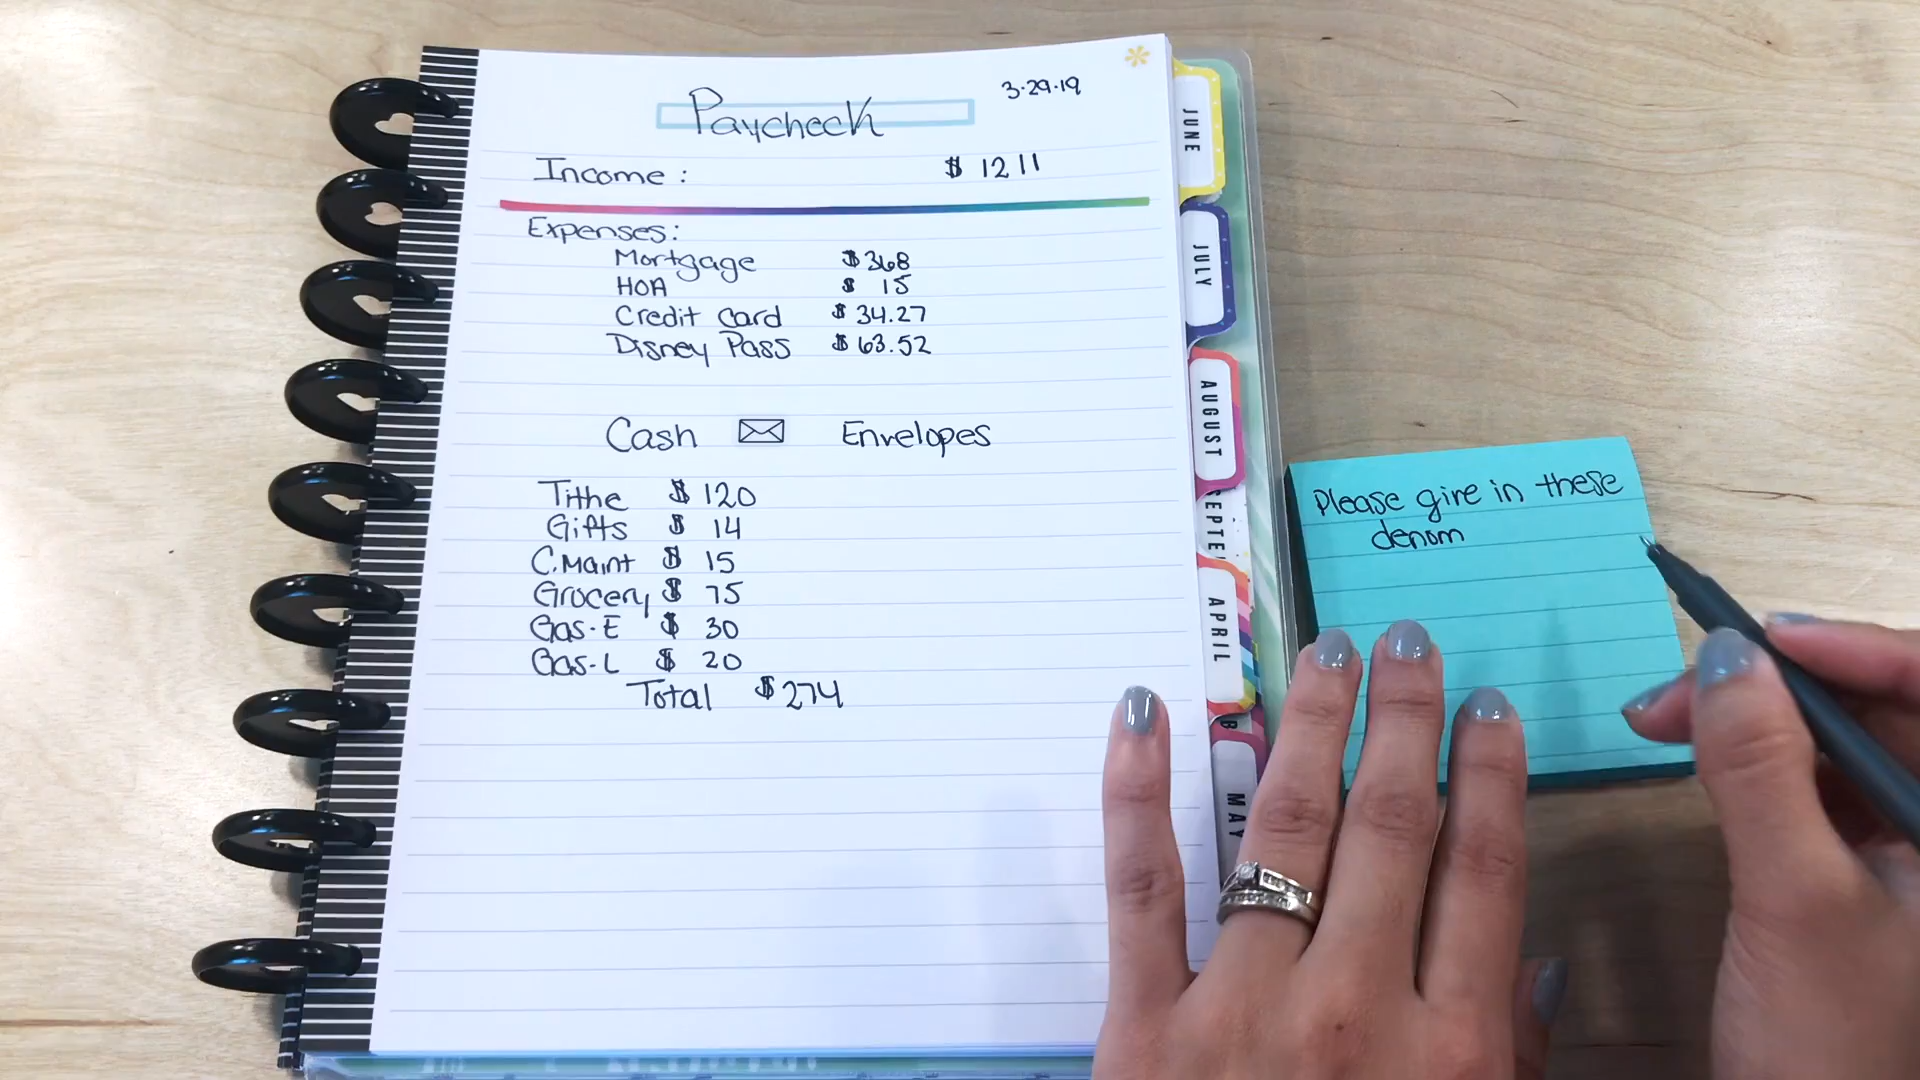 Paycheck
3.29.19
Income : $ 1211
Expenses:
Mortgage $ 368
HOA $ 15
Credit Card $ 34.27
Disney Pass $ 63.52
Cash Envelopes
Tithe $ 120
Gifts $ 14
C.Maint $ 15
Grocery $ 75
Gas-E $ 30
Gas-L $ 20
Total $ 274
JUNE
JULY
AUGUST
SEPTE
APRIL
MAY
Please give in these
denom